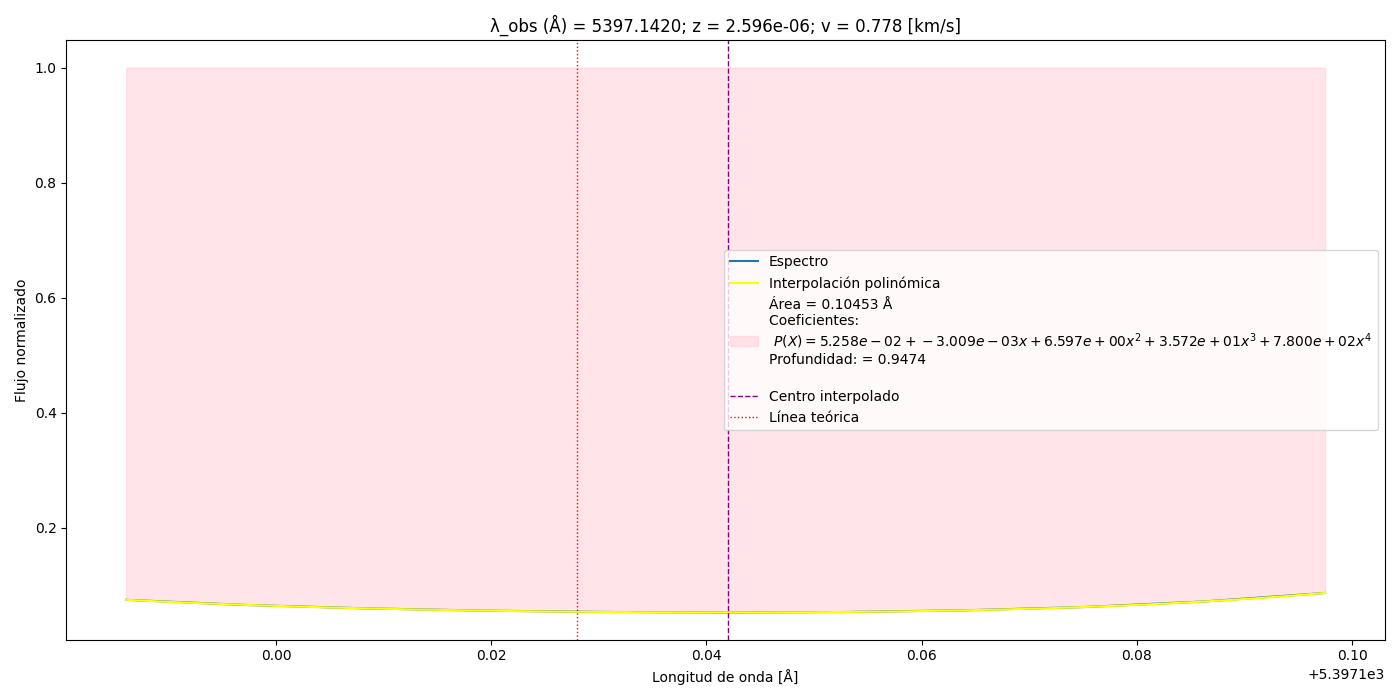 λ_obs (Å) = 5397.1420; z = 2.596e-06; v = 0.778 [km/s]
Flujo normalizado
1.0
0.8
0.6
0.4
0.2
Espectro
Interpolación polinómica
Área = 0.10453 Å
Coeficientes:
P(X) = 5.258e − 02 + −3.009e − 03x + 6.597e + 00x² + 3.572e + 01x³ + 7.800e + 02x⁴
Profundidad: = 0.9474
Centro interpolado
Línea teórica
0.00 0.02 0.04 0.06 0.08 0.10
+5.3971e3
Longitud de onda [Å]